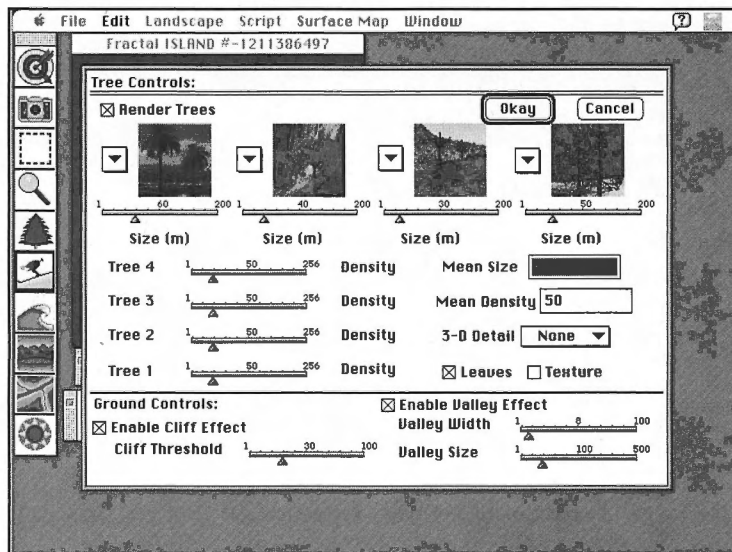 File Edit Landscape Script Surface Map Window
Fractal ISLAND #-1211386497
Tree Controls:
Render Trees
Okay
Cancel
1 60 200
1 40 200
1 30 200
1 50 200
Size (m)
Size (m)
Size (m)
Size (m)
Tree 4 1 50 256 Density
Mean Size
Tree 3 1 50 256 Density
Mean Density 50
Tree 2 1 50 256 Density
3-D Detail None
Tree 1 1 50 256 Density
Leaves Texture
Ground Controls:
Enable Valley Effect
Enable Cliff Effect
Valley Width 1 8 100
Cliff Threshold 1 30 100
Valley Size 1 100 500